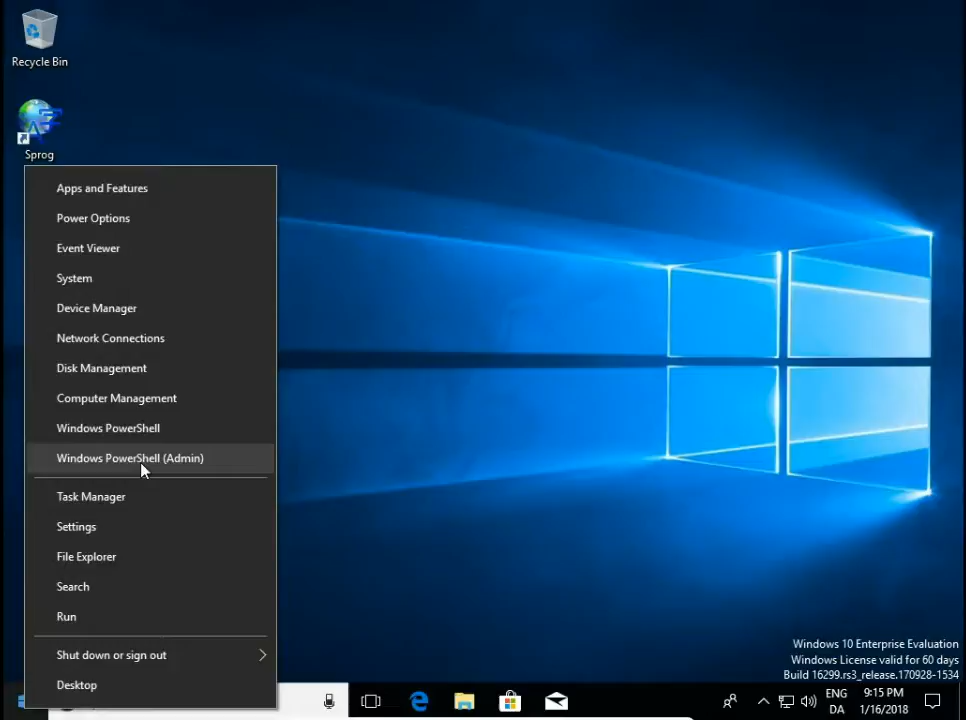 Recycle Bin
Sprog
Apps and Features
Power Options
Event Viewer
System
Device Manager
Network Connections
Disk Management
Computer Management
Windows PowerShell
Windows PowerShell (Admin)
Task Manager
Settings
File Explorer
Search
Run
Shut down or sign out
Desktop
Windows 10 Enterprise Evaluation
Windows License valid for 60 days
Build 16299.rs3_release.170928-1534
ENG
DA
9:15 PM
1/16/2018